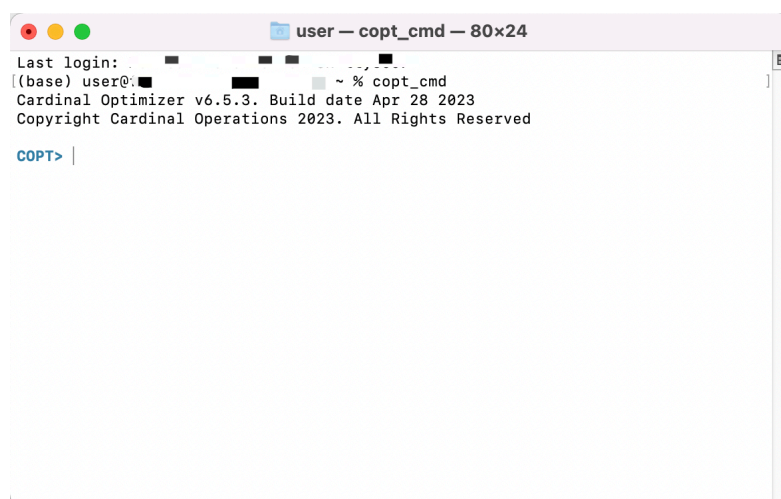 user — copt_cmd — 80×24
Last login:
(base) user@ ~ % copt_cmd
Cardinal Optimizer v6.5.3. Build date Apr 28 2023
Copyright Cardinal Operations 2023. All Rights Reserved
COPT>